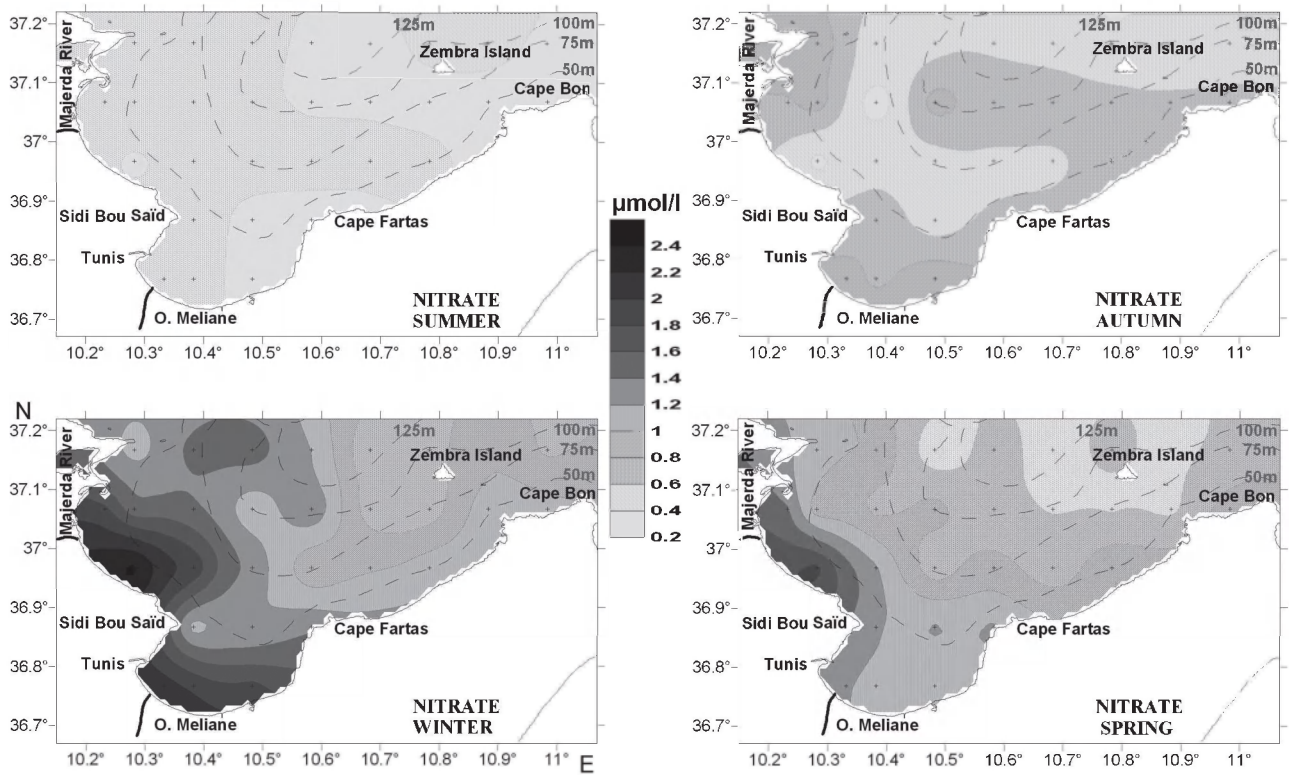 37.2°
37.1°
37°
36.9°
36.8°
36.7°
Majerda River
125m
100m
75m
50m
Zembra Island
Cape Bon
Sidi Bou Saïd
Cape Fartas
Tunis
O. Meliane
NITRATE
SUMMER
10.2° 10.3° 10.4° 10.5° 10.6° 10.7° 10.8° 10.9° 11°
37.2°
37.1°
37°
36.9°
36.8°
36.7°
Majerda River
125m
100m
75m
50m
Zembra Island
Cape Bon
Sidi Bou Saïd
Cape Fartas
Tunis
O. Meliane
NITRATE
AUTUMN
10.2° 10.3° 10.4° 10.5° 10.6° 10.7° 10.8° 10.9° 11°
µmol/l
2.4
2.2
2
1.8
1.6
1.4
1.2
1
0.8
0.6
0.4
0.2
N
37.2°
37.1°
37°
36.9°
36.8°
36.7°
Majerda River
125m
100m
75m
50m
Zembra Island
Cape Bon
Sidi Bou Saïd
Cape Fartas
Tunis
O. Meliane
NITRATE
WINTER
10.2° 10.3° 10.4° 10.5° 10.6° 10.7° 10.8° 10.9° 11°
E
37.2°
37.1°
37°
36.9°
36.8°
36.7°
Majerda River
125m
100m
75m
50m
Zembra Island
Cape Bon
Sidi Bou Saïd
Cape Fartas
Tunis
O. Meliane
NITRATE
SPRING
10.2° 10.3° 10.4° 10.5° 10.6° 10.7° 10.8° 10.9° 11°